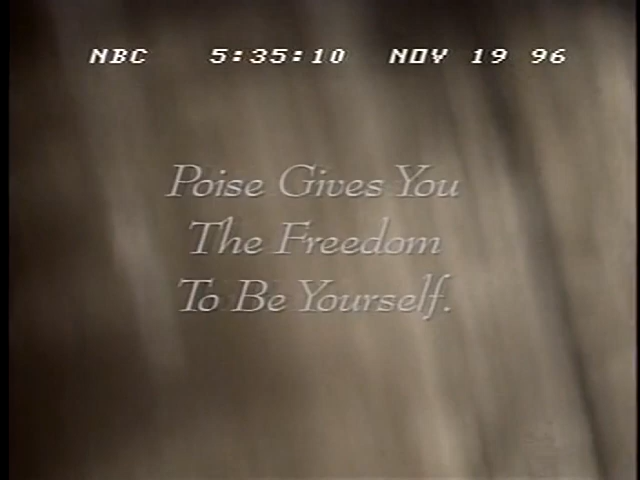 NBC 5:35:10 NOV 19 96
Poise Gives You
The Freedom
To Be Yourself.